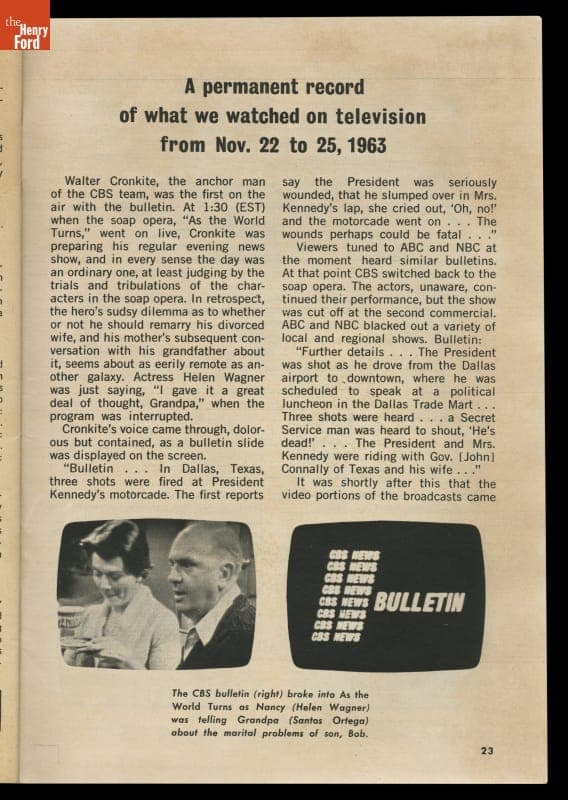 the
Henry
Ford
A permanent record
of what we watched on television
from Nov. 22 to 25, 1963
Walter Cronkite, the anchor man
of the CBS team, was the first on the
air with the bulletin. At 1:30 (EST)
when the soap opera, “As the World
Turns,” went on live, Cronkite was
preparing his regular evening news
show, and in every sense the day was
an ordinary one, at least judging by the
trials and tribulations of the char-
acters in the soap opera. In retrospect,
the hero's sudsy dilemma as to whether
or not he should remarry his divorced
wife, and his mother's subsequent con-
versation with his grandfather about
it, seems about as eerily remote as an-
other galaxy. Actress Helen Wagner
was just saying, “I gave it a great
deal of thought, Grandpa,” when the
program was interrupted.
Cronkite's voice came through, dolor-
ous but contained, as a bulletin slide
was displayed on the screen.
“Bulletin . . . In Dallas, Texas,
three shots were fired at President
Kennedy's motorcade. The first reports
say the President was seriously
wounded, that he slumped over in Mrs.
Kennedy's lap, she cried out, ‘Oh, no!’
and the motorcade went on . . . The
wounds perhaps could be fatal . . .”
Viewers tuned to ABC and NBC at
the moment heard similar bulletins.
At that point CBS switched back to the
soap opera. The actors, unaware, con-
tinued their performance, but the show
was cut off at the second commercial.
ABC and NBC blacked out a variety of
local and regional shows. Bulletin:
“Further details . . . The President
was shot as he drove from the Dallas
airport to downtown, where he was
scheduled to speak at a political
luncheon in the Dallas Trade Mart . . .
Three shots were heard . . . a Secret
Service man was heard to shout, ‘He's
dead!’ . . . The President and Mrs.
Kennedy were riding with Gov. [John]
Connally of Texas and his wife . . .”
It was shortly after this that the
video portions of the broadcasts came
CBS NEWS
CBS NEWS
CBS NEWS
CBS NEWS
CBS NEWS BULLETIN
CBS NEWS
CBS NEWS
CBS NEWS
The CBS bulletin (right) broke into As the
World Turns as Nancy (Helen Wagner)
was telling Grandpa (Santos Ortega)
about the marital problems of son, Bob.
23